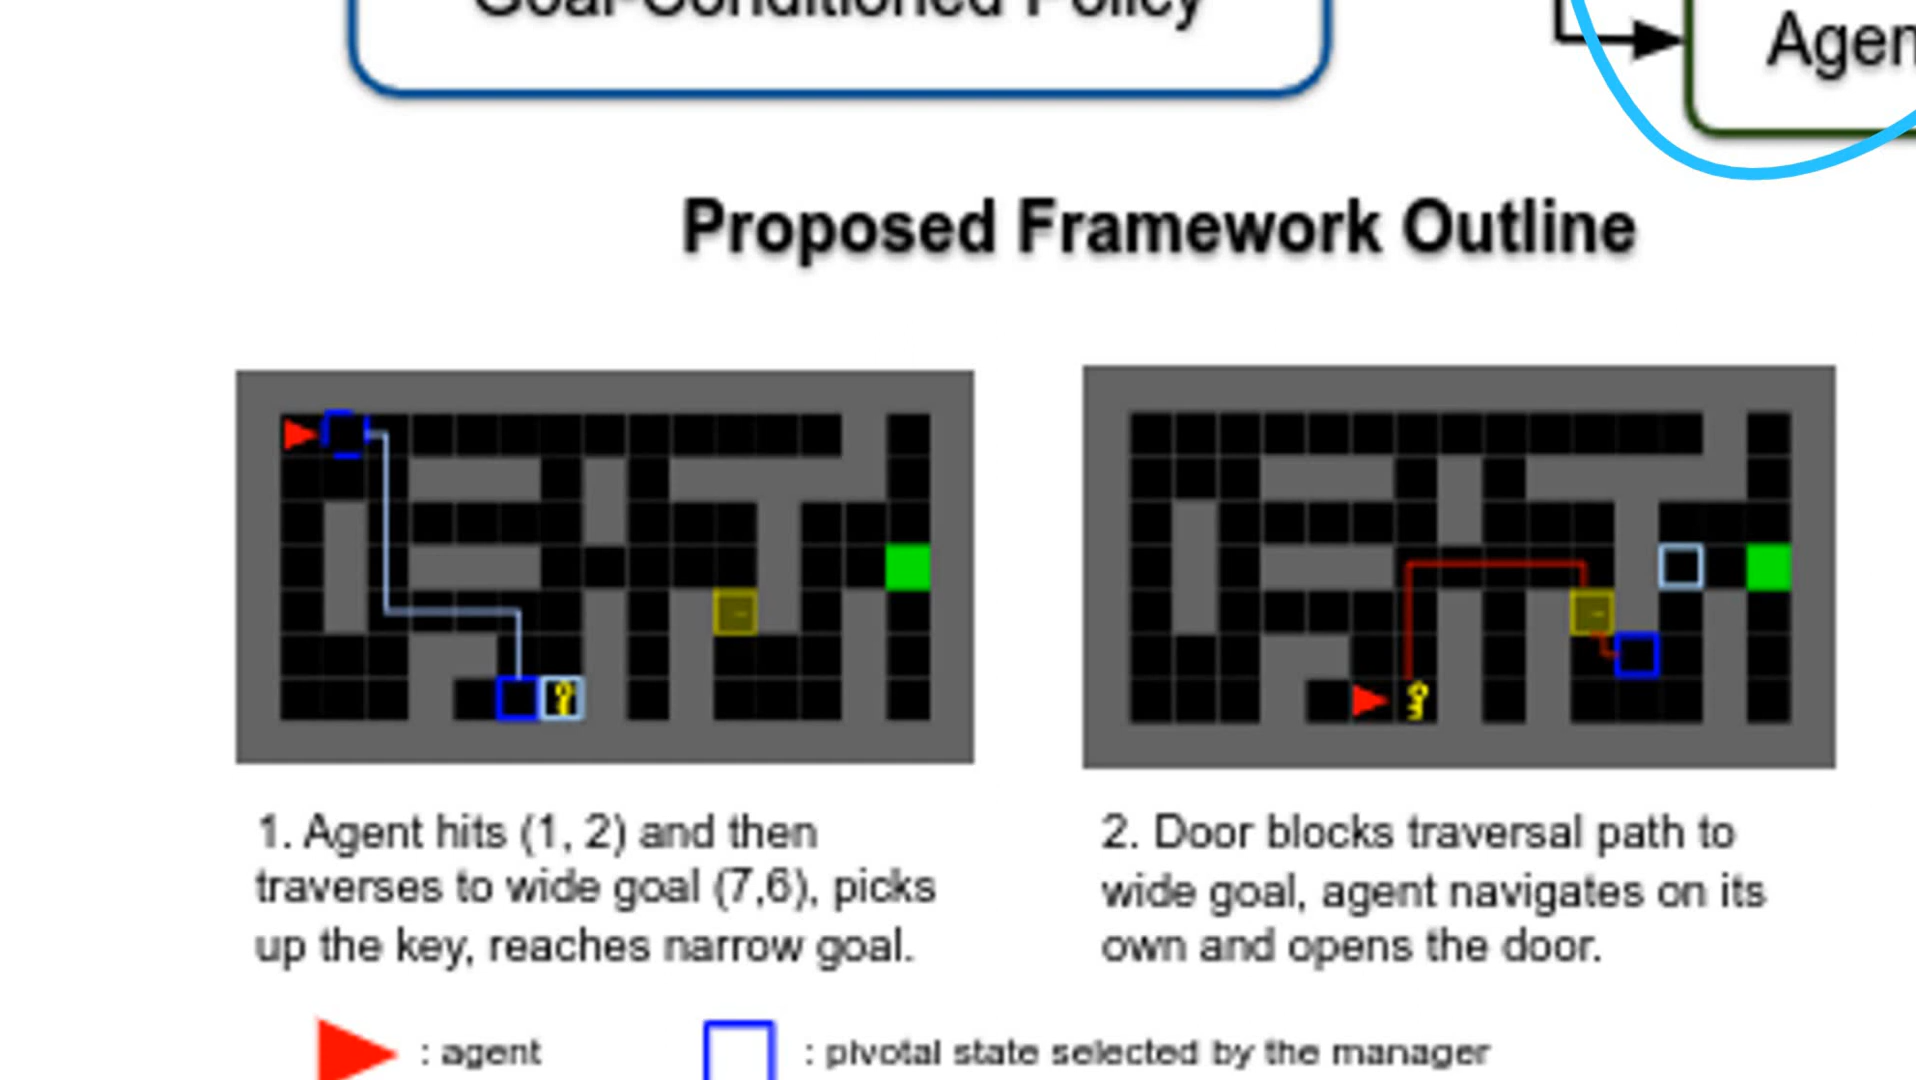 Goal-Conditioned Policy
Agen
Proposed Framework Outline
1. Agent hits (1, 2) and then
traverses to wide goal (7,6), picks
up the key, reaches narrow goal.
2. Door blocks traversal path to
wide goal, agent navigates on its
own and opens the door.
: agent
: pivotal state selected by the manager